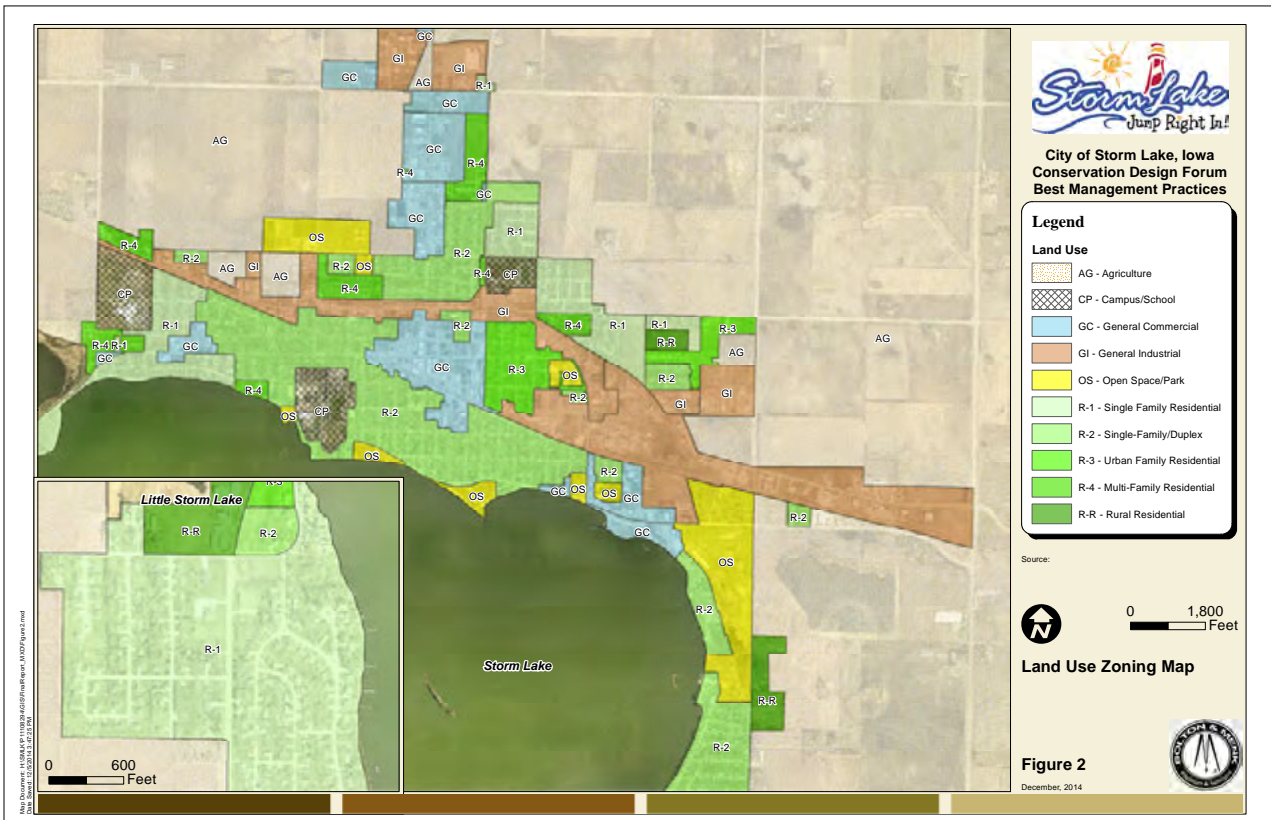 GC
GI
GI
GC
AG
R-1
GC
AG
GC
R-4
R-4
GC
GC
R-1
OS
R-4
R-2
R-2
AG
GI
AG
R-2
OS
R-4
R-4
CP
CP
GI
R-1
R-4
R-1
R-1
R-3
R-2
R-R
AG
AG
R-4
R-1
GC
GC
GC
R-3
OS
R-2
R-2
GI
GI
R-4
OS
CP
R-2
OS
R-2
GC
OS
OS
GC
OS
GC
R-2
OS
R-2
R-R
R-2
Storm Lake
Little Storm Lake
R-3
R-R
R-2
R-1
0 600
Feet
Storm Lake
Jump Right In!
City of Storm Lake, Iowa
Conservation Design Forum
Best Management Practices
Legend
Land Use
AG - Agriculture
CP - Campus/School
GC - General Commercial
GI - General Industrial
OS - Open Space/Park
R-1 - Single Family Residential
R-2 - Single-Family/Duplex
R-3 - Urban Family Residential
R-4 - Multi-Family Residential
R-R - Rural Residential
Source:
N
0 1,800
Feet
Land Use Zoning Map
BOLTON & MENK
Figure 2
December, 2014